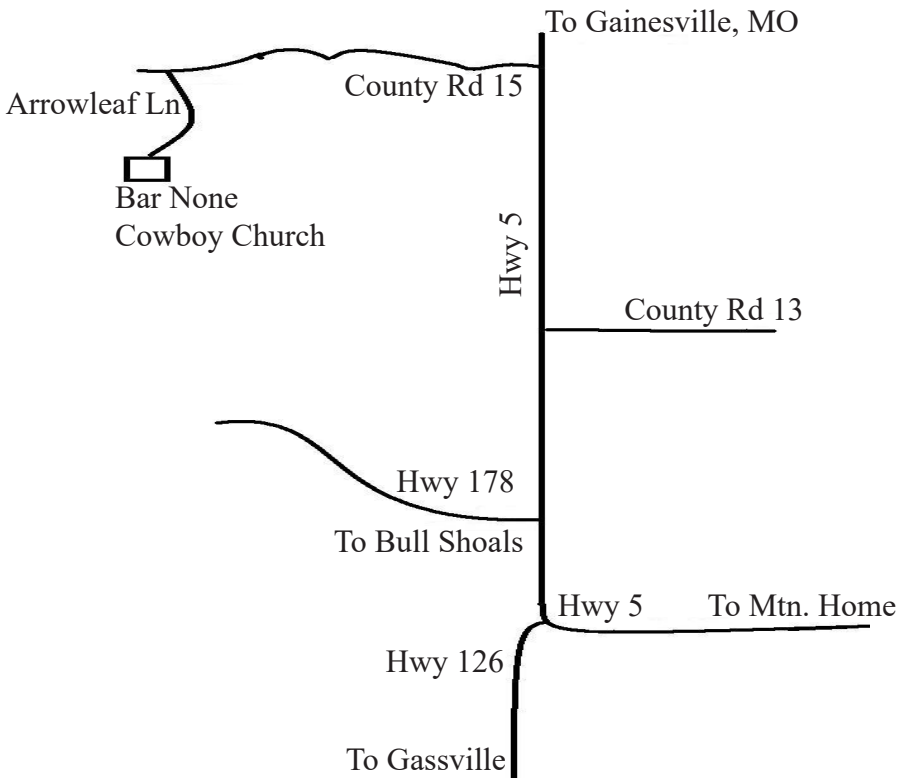 To Gainesville, MO
County Rd 15
Arrowleaf Ln
Bar None
Cowboy Church
Hwy 5
County Rd 13
Hwy 178
To Bull Shoals
Hwy 5
To Mtn. Home
Hwy 126
To Gassville